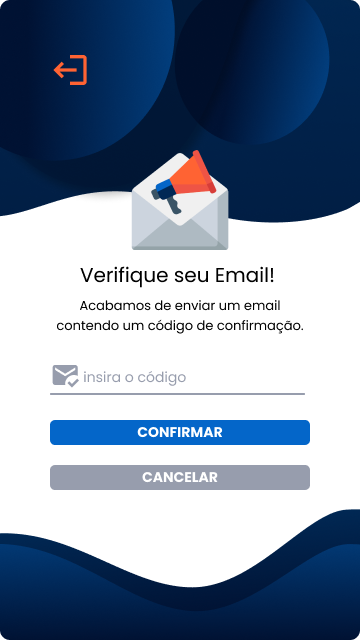 Verifique seu Email!
Acabamos de enviar um email
contendo um código de confirmação.
insira o código
CONFIRMAR
CANCELAR